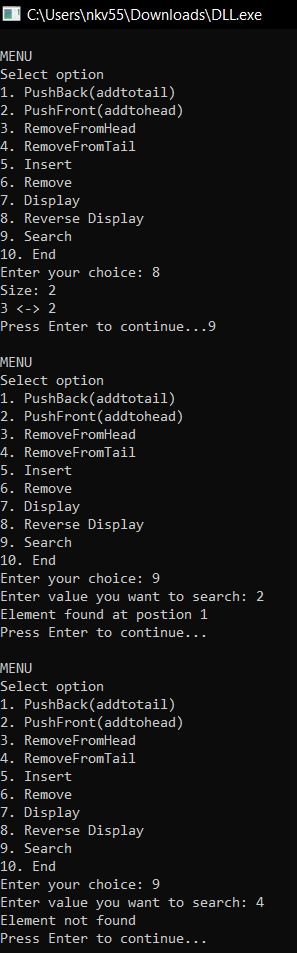 C:\Users\nkv55\Downloads\DLL.exe
MENU
Select option
1. PushBack(addtotail)
2. PushFront(addtohead)
3. RemoveFromHead
4. RemoveFromTail
5. Insert
6. Remove
7. Display
8. Reverse Display
9. Search
10. End
Enter your choice: 8
Size: 2
3 <-> 2
Press Enter to continue...9
MENU
Select option
1. PushBack(addtotail)
2. PushFront(addtohead)
3. RemoveFromHead
4. RemoveFromTail
5. Insert
6. Remove
7. Display
8. Reverse Display
9. Search
10. End
Enter your choice: 9
Enter value you want to search: 2
Element found at postion 1
Press Enter to continue...
MENU
Select option
1. PushBack(addtotail)
2. PushFront(addtohead)
3. RemoveFromHead
4. RemoveFromTail
5. Insert
6. Remove
7. Display
8. Reverse Display
9. Search
10. End
Enter your choice: 9
Enter value you want to search: 4
Element not found
Press Enter to continue...